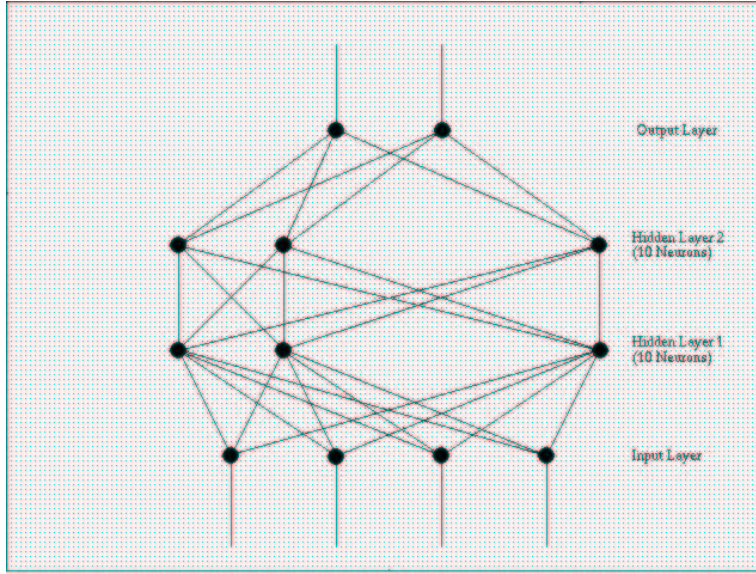 Output Layer
Hidden Layer 2
(10 Neurons)
Hidden Layer 1
(10 Neurons)
Input Layer